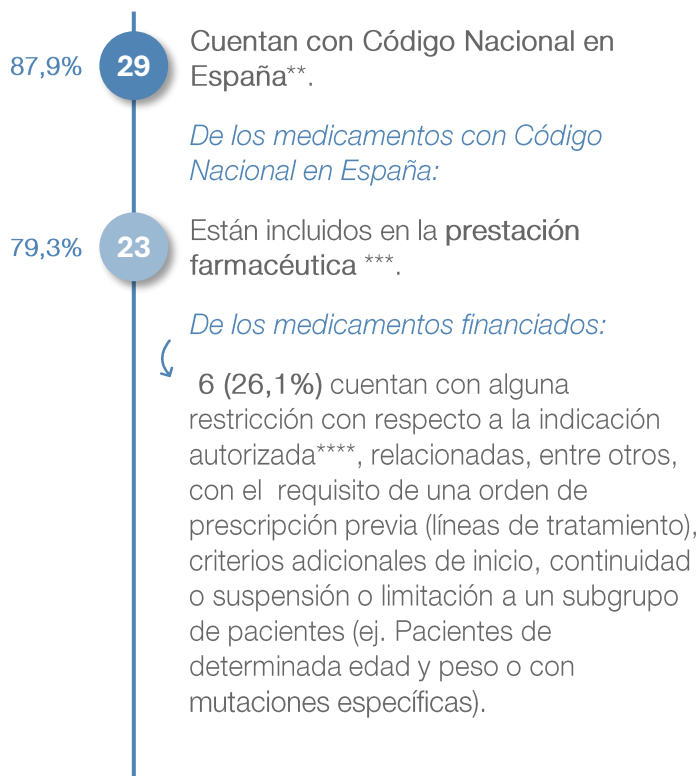 87,9%
29
Cuentan con Código Nacional en
España**.
De los medicamentos con Código
Nacional en España:
79,3%
23
Están incluidos en la prestación
farmacéutica ***.
De los medicamentos financiados:
6 (26,1%) cuentan con alguna
restricción con respecto a la indicación
autorizada****, relacionadas, entre otros,
con el  requisito de una orden de
prescripción previa (líneas de tratamiento),
criterios adicionales de inicio, continuidad
o suspensión o limitación a un subgrupo
de pacientes (ej. Pacientes de
determinada edad y peso o con
mutaciones específicas).